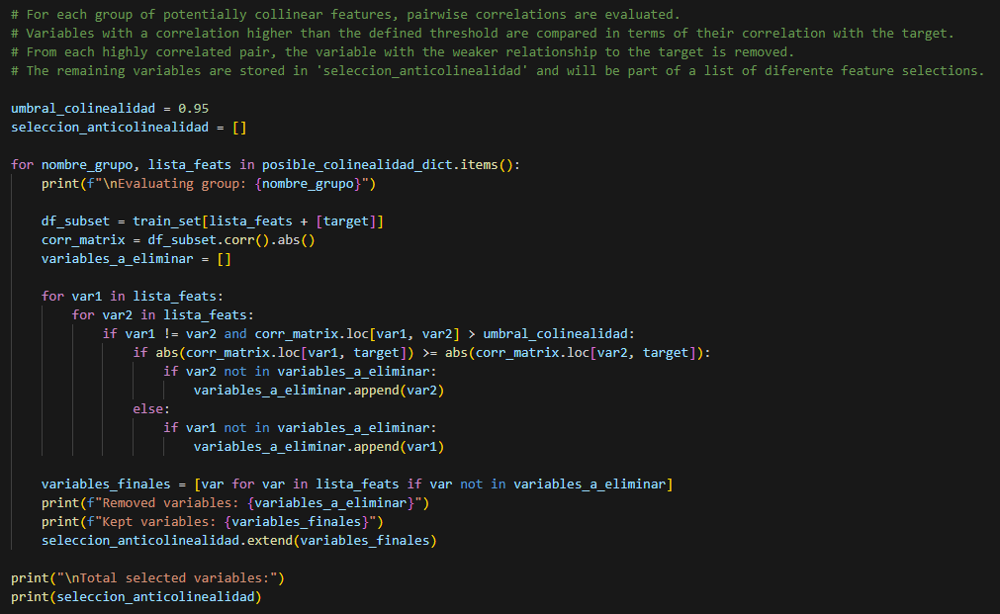 # For each group of potentially collinear features, pairwise correlations are evaluated.
# Variables with a correlation higher than the defined threshold are compared in terms of their correlation with the target.
# From each highly correlated pair, the variable with the weaker relationship to the target is removed.
# The remaining variables are stored in 'seleccion_anticolinealidad' and will be part of a list of diferente feature selections.

umbral_colinealidad = 0.95
seleccion_anticolinealidad = []

for nombre_grupo, lista_feats in posible_colinealidad_dict.items():
    print(f"\nEvaluating group: {nombre_grupo}")

    df_subset = train_set[lista_feats + [target]]
    corr_matrix = df_subset.corr().abs()
    variables_a_eliminar = []

    for var1 in lista_feats:
        for var2 in lista_feats:
            if var1 != var2 and corr_matrix.loc[var1, var2] > umbral_colinealidad:
                if abs(corr_matrix.loc[var1, target]) >= abs(corr_matrix.loc[var2, target]):
                    if var2 not in variables_a_eliminar:
                        variables_a_eliminar.append(var2)
                else:
                    if var1 not in variables_a_eliminar:
                        variables_a_eliminar.append(var1)

    variables_finales = [var for var in lista_feats if var not in variables_a_eliminar]
    print(f"Removed variables: {variables_a_eliminar}")
    print(f"Kept variables: {variables_finales}")
    seleccion_anticolinealidad.extend(variables_finales)

print("\nTotal selected variables:")
print(seleccion_anticolinealidad)